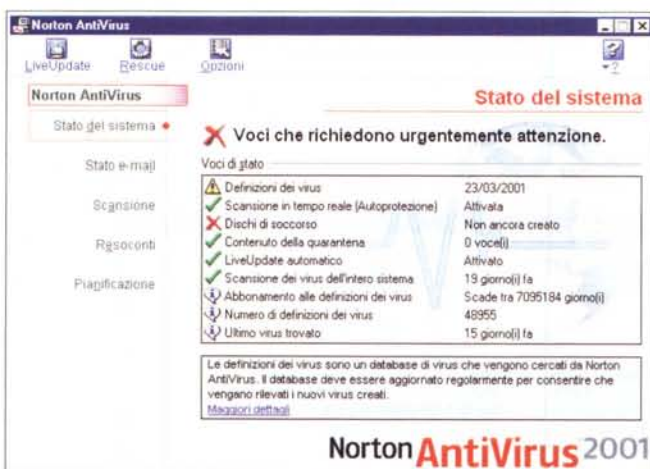 Norton AntiVirus
LiveUpdate Rescue Opzioni ?
Norton AntiVirus
Stato del sistema
Stato e-mail
Scansione
Resoconti
Pianificazione
Stato del sistema
Voci che richiedono urgentemente attenzione.
Voci di stato
Definizioni dei virus 23/03/2001
Scansione in tempo reale (Autoprotezione) Attivata
Dischi di soccorso Non ancora creato
Contenuto della quarantena 0 voce(i)
LiveUpdate automatico Attivato
Scansione dei virus dell'intero sistema 19 giorno(i) fa
Abbonamento alle definizioni dei virus Scade tra 7095184 giorno(i)
Numero di definizioni dei virus 48955
Ultimo virus trovato 15 giorno(i) fa
Le definizioni dei virus sono un database di virus che vengono cercati da Norton
AntiVirus. Il database deve essere aggiornato regolarmente per consentire che
vengano rilevati i nuovi virus creati.
Maggiori dettagli
Norton AntiVirus 2001